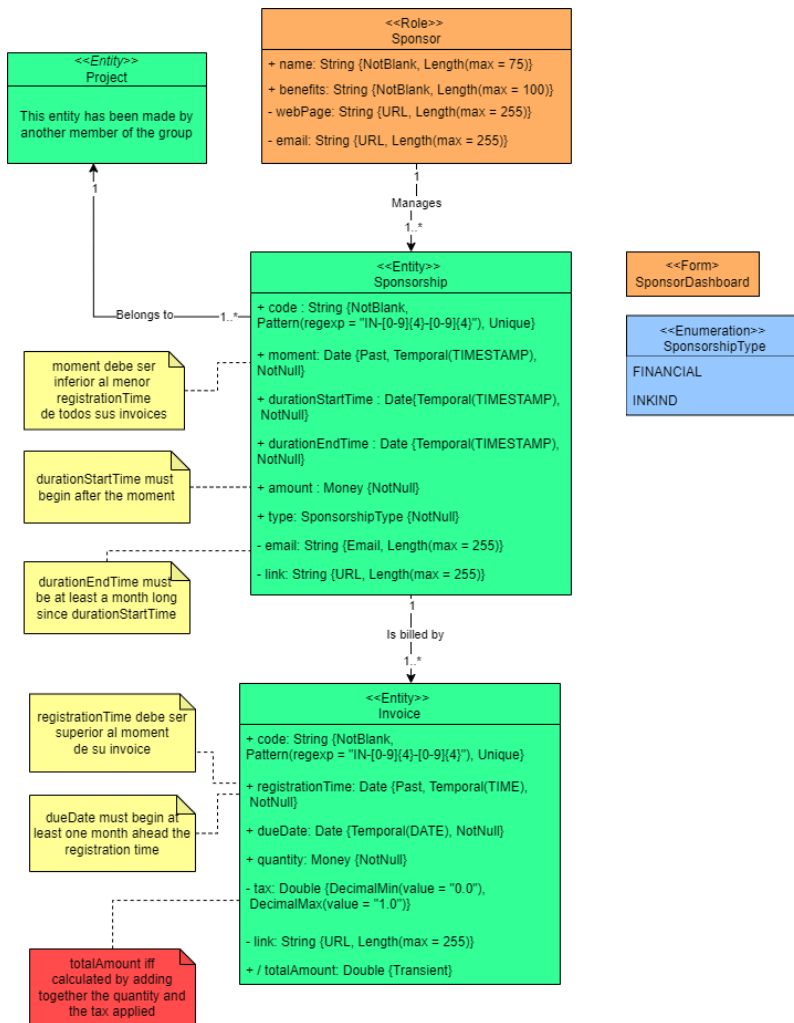 <<Role>>
Sponsor
+ name: String {NotBlank, Length(max = 75)}
+ benefits: String {NotBlank, Length(max = 100)}
- webPage: String {URL, Length(max = 255)}
- email: String {URL, Length(max = 255)}
<<Entity>>
Project
This entity has been made by
another member of the group
1
1
Manages
1..*
Belongs to
1..*
<<Entity>>
Sponsorship
+ code : String {NotBlank,
Pattern(regexp = "IN-[0-9]{4}-[0-9]{4}"), Unique}
+ moment: Date {Past, Temporal(TIMESTAMP),
NotNull}
+ durationStartTime : Date{Temporal(TIMESTAMP),
NotNull}
+ durationEndTime : Date {Temporal(TIMESTAMP),
NotNull}
+ amount : Money {NotNull}
+ type: SponsorshipType {NotNull}
- email: String {Email, Length(max = 255)}
- link: String {URL, Length(max = 255)}
<<Form>
SponsorDashboard
<<Enumeration>>
SponsorshipType
FINANCIAL
INKIND
moment debe ser
inferior al menor
registrationTime
de todos sus invoices
durationStartTime must
begin after the moment
durationEndTime must
be at least a month long
since durationStartTime
1
Is billed by
1..*
<<Entity>>
Invoice
+ code: String {NotBlank,
Pattern(regexp = "IN-[0-9]{4}-[0-9]{4}"), Unique}
+ registrationTime: Date {Past, Temporal(TIME),
NotNull}
+ dueDate: Date {Temporal(DATE), NotNull}
+ quantity: Money {NotNull}
- tax: Double {DecimalMin(value = "0.0"),
DecimalMax(value = "1.0")}
- link: String {URL, Length(max = 255)}
+ / totalAmount: Double {Transient}
registrationTime debe ser
superior al moment
de su invoice
dueDate must begin at
least one month ahead the
registration time
totalAmount iff
calculated by adding
together the quantity and
the tax applied